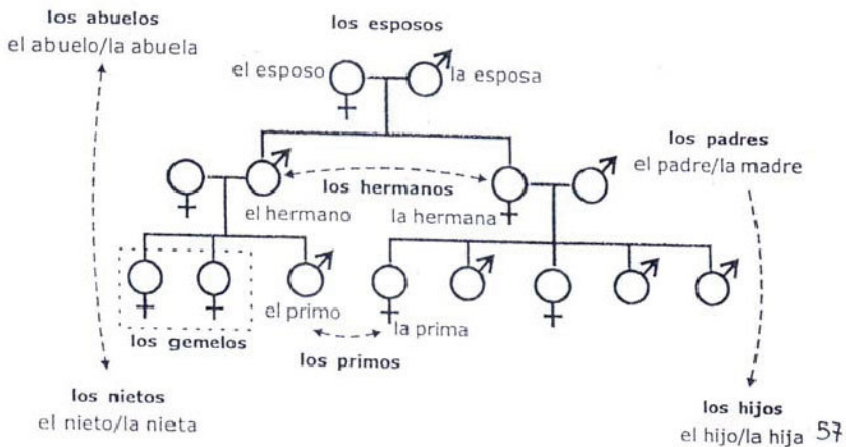 los abuelos
el abuelo/la abuela
los esposos
el esposo
la esposa
los padres
el padre/la madre
los hermanos
el hermano
la hermana
el primo
la prima
los gemelos
los primos
los nietos
el nieto/la nieta
los hijos
el hijo/la hija
57